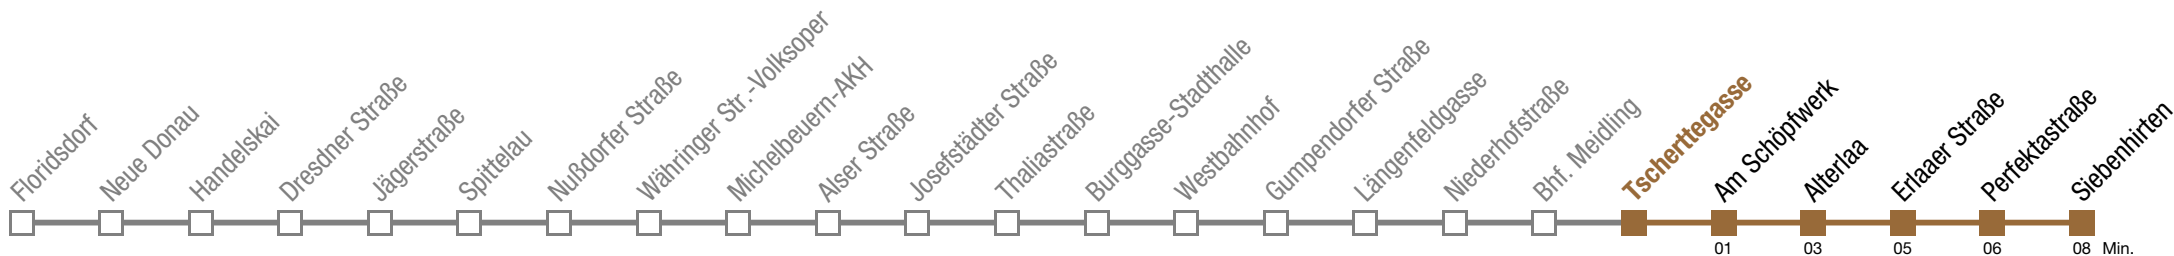 Floridsdorf
Neue Donau
Handelskai
Dresdner Straße
Jägerstraße
Spittelau
Nußdorfer Straße
Währinger Str.-Volksoper
Michelbeuern-AKH
Alser Straße
Josefstädter Straße
Thaliastraße
Burggasse-Stadthalle
Westbahnhof
Gumpendorfer Straße
Längenfeldgasse
Niederhofstraße
Bhf. Meidling
Tscherttegasse
Am Schöpfwerk
Alterlaa
Erlaaer Straße
Perfektastraße
Siebenhirten
01 03 05 06 08 Min.